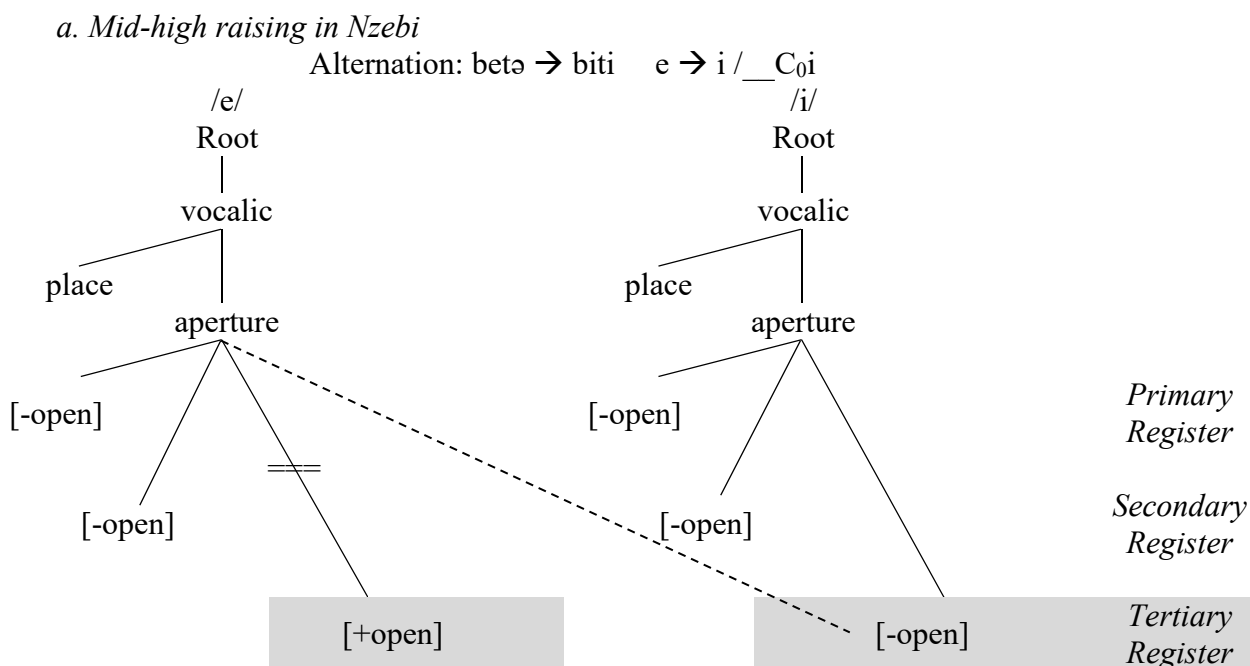 a. Mid-high raising in Nzebi
Alternation: betə → biti e → i /__C₀i
/e/ /i/
Root Root
vocalic vocalic
place place
aperture aperture
Primary
[-open] [-open]
Register
[-open] [-open]
Secondary
Register
Tertiary
[+open] [-open]
Register